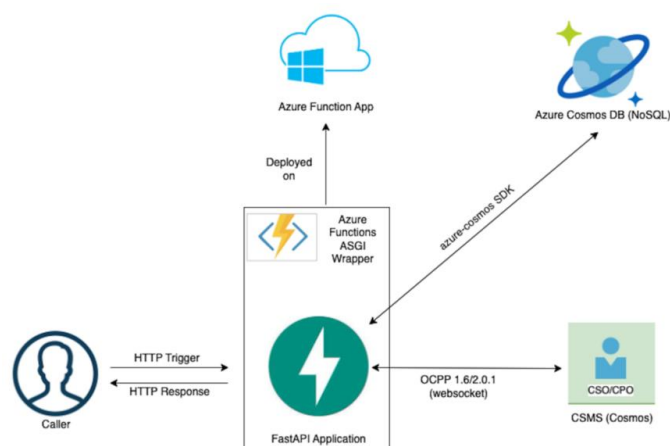 Azure Function App
Azure Cosmos DB (NoSQL)
Deployed
on
azure-cosmos SDK
Azure
Functions
ASGI
Wrapper
HTTP Trigger
HTTP Response
Caller
OCPP 1.6/2.0.1
(websocket)
CSO/CPO
CSMS (Cosmos)
FastAPI Application